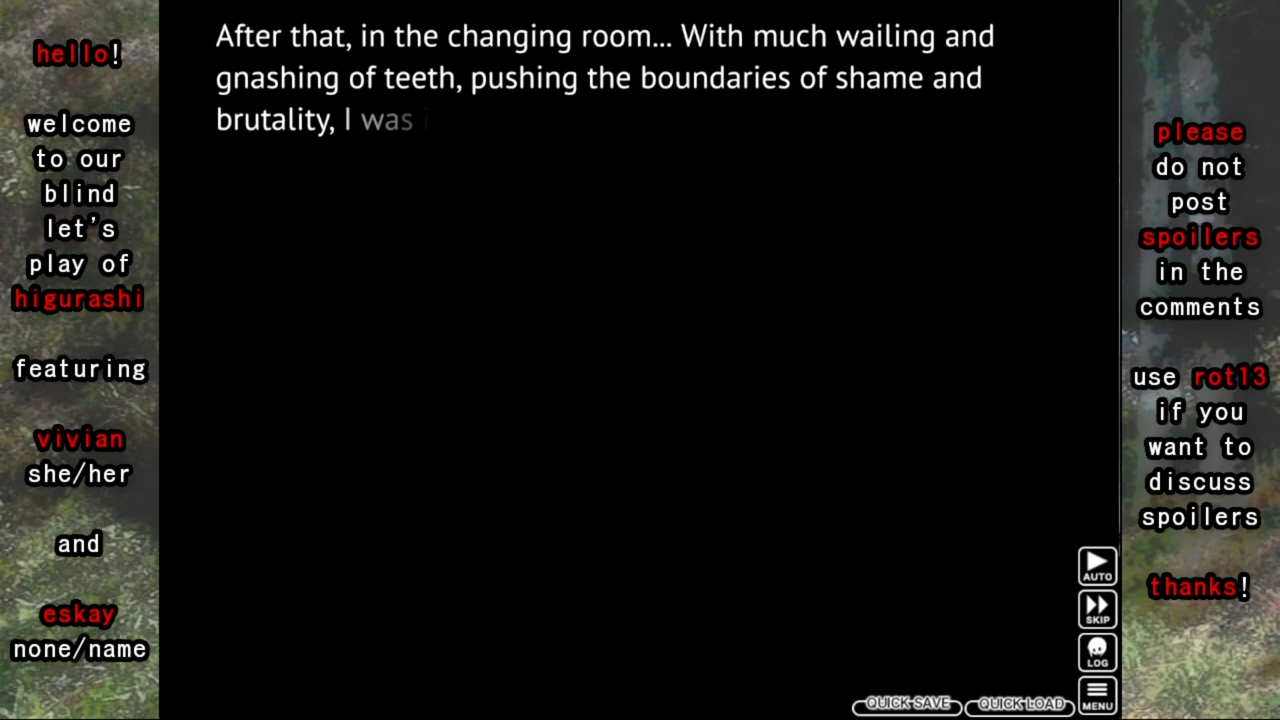 hello!
welcome
to our
blind
let's
play of
higurashi
featuring
vivian
she/her
and
eskay
none/name
After that, in the changing room... With much wailing and
gnashing of teeth, pushing the boundaries of shame and
brutality, I was
AUTO
SKIP
LOG
MENU
QUICK SAVE
QUICK LOAD
please
do not
post
spoilers
in the
comments
use rot13
if you
want to
discuss
spoilers
thanks!